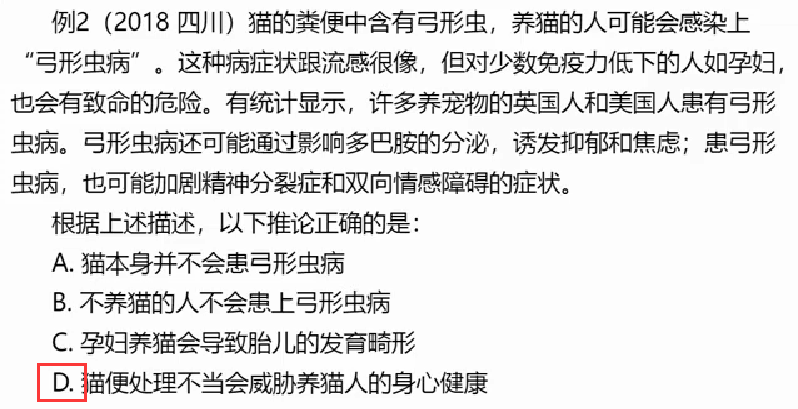 例2（2018 四川）猫的粪便中含有弓形虫，养猫的人可能会感染上
“弓形虫病”。这种病症状跟流感很像，但对少数免疫力低下的人如孕妇，
也会有致命的危险。有统计显示，许多养宠物的英国人和美国人患有弓形
虫病。弓形虫病还可能通过影响多巴胺的分泌，诱发抑郁和焦虑；患弓形
虫病，也可能加剧精神分裂症和双向情感障碍的症状。
根据上述描述，以下推论正确的是：
A. 猫本身并不会患弓形虫病
B. 不养猫的人不会患上弓形虫病
C. 孕妇养猫会导致胎儿的发育畸形
D. 猫便处理不当会威胁养猫人的身心健康